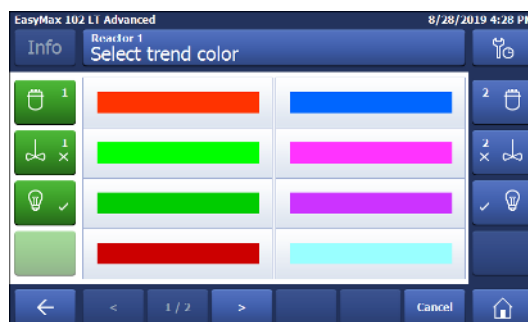 EasyMax 102 LT Advanced 8/28/2019 4:28 PM
Info
Reactor 1
Select trend color
1
2
1
2
1 / 2
Cancel